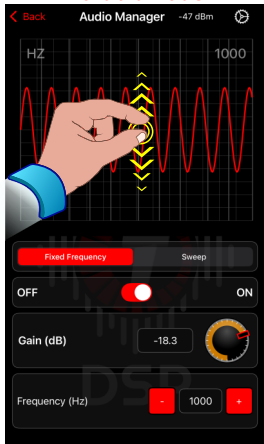 Back Audio Manager -47 dBm
HZ 1000
Fixed Frequency Sweep
OFF ON
Gain (dB) -18.3
Frequency (Hz) - 1000 +
DSP